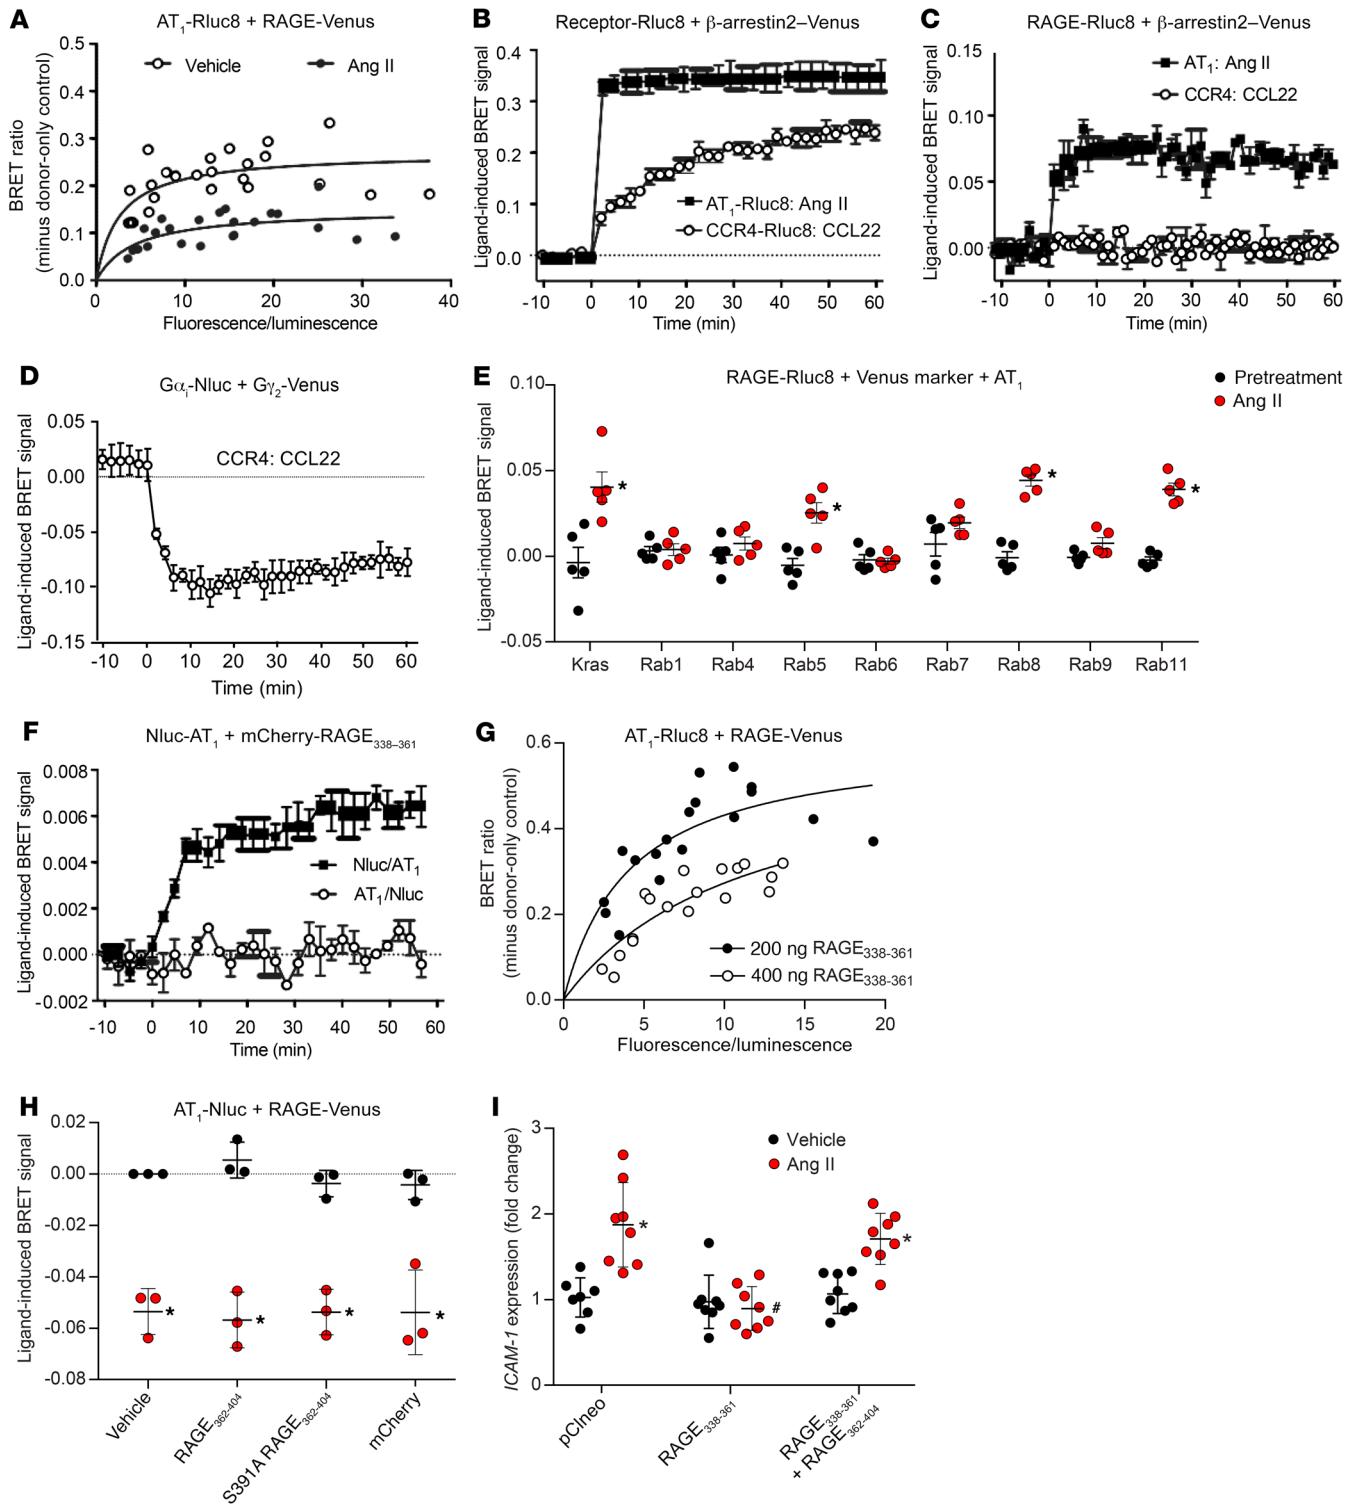 A
AT1-Rluc8 + RAGE-Venus
BRET ratio
(minus donor-only control)
0.5
0.4
0.3
0.2
0.1
0.0
Vehicle
Ang II
0 10 20 30 40
Fluorescence/luminescence
B
Receptor-Rluc8 + β-arrestin2–Venus
Ligand-induced BRET signal
0.4
0.3
0.2
0.1
0.0
AT1-Rluc8: Ang II
CCR4-Rluc8: CCL22
-10 0 10 20 30 40 50 60
Time (min)
C
RAGE-Rluc8 + β-arrestin2–Venus
Ligand-induced BRET signal
0.15
0.10
0.05
0.00
AT1: Ang II
CCR4: CCL22
-10 0 10 20 30 40 50 60
Time (min)
D
Gαi-Nluc + Gγ2-Venus
Ligand-induced BRET signal
0.05
0.00
-0.05
-0.10
-0.15
CCR4: CCL22
-10 0 10 20 30 40 50 60
Time (min)
E
RAGE-Rluc8 + Venus marker + AT1
Pretreatment
Ang II
Ligand-induced BRET signal
0.10
0.05
0.00
-0.05
* * * *
Kras Rab1 Rab4 Rab5 Rab6 Rab7 Rab8 Rab9 Rab11
F
Nluc-AT1 + mCherry-RAGE338–361
Ligand-induced BRET signal
0.008
0.006
0.004
0.002
0.000
-0.002
Nluc/AT1
AT1/Nluc
-10 0 10 20 30 40 50 60
Time (min)
G
AT1-Rluc8 + RAGE-Venus
BRET ratio
(minus donor-only control)
0.6
0.4
0.2
0.0
200 ng RAGE338-361
400 ng RAGE338-361
0 5 10 15 20
Fluorescence/luminescence
H
AT1-Nluc + RAGE-Venus
Ligand-induced BRET signal
0.02
0.00
-0.02
-0.04
-0.06
-0.08
* * * *
Vehicle
RAGE362-404
S391A RAGE362-404
mCherry
I
ICAM-1 expression (fold change)
3
2
1
0
Vehicle
Ang II
* # *
pCIneo
RAGE338-361
RAGE338-361
+ RAGE362-404